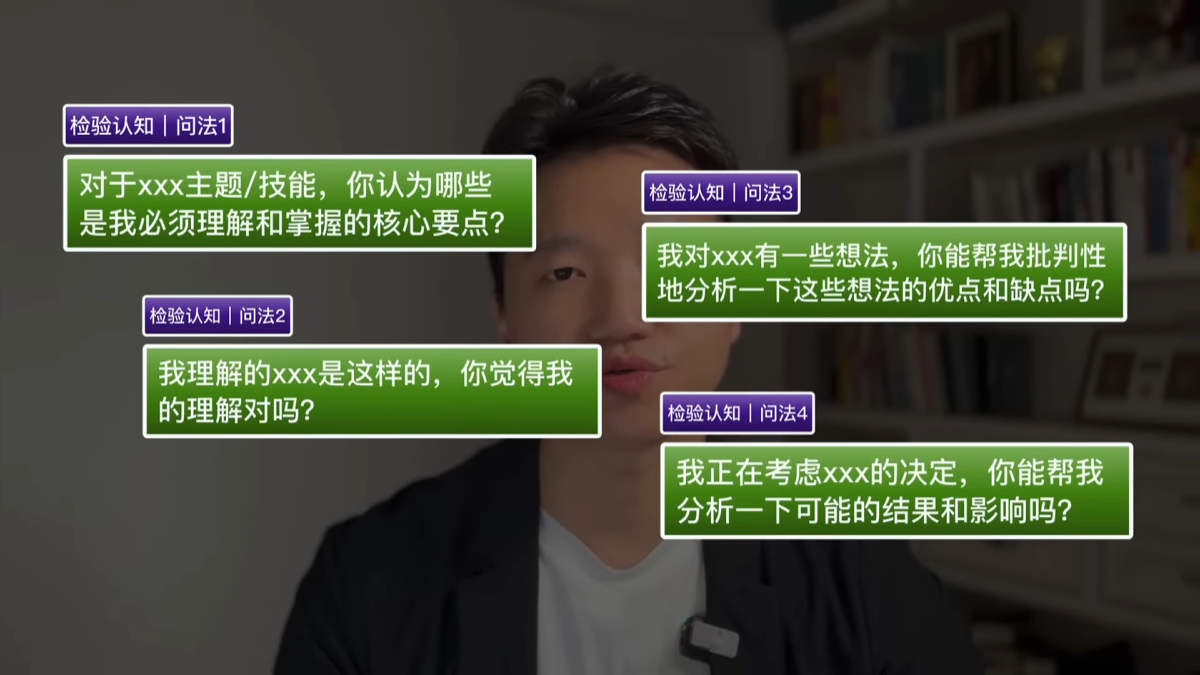 检验认知｜问法1
对于xxx主题/技能，你认为哪些
是我必须理解和掌握的核心要点？
检验认知｜问法2
我理解的xxx是这样的，你觉得我
的理解对吗？
检验认知｜问法3
我对xxx有一些想法，你能帮我批判性
地分析一下这些想法的优点和缺点吗？
检验认知｜问法4
我正在考虑xxx的决定，你能帮我
分析一下可能的结果和影响吗？